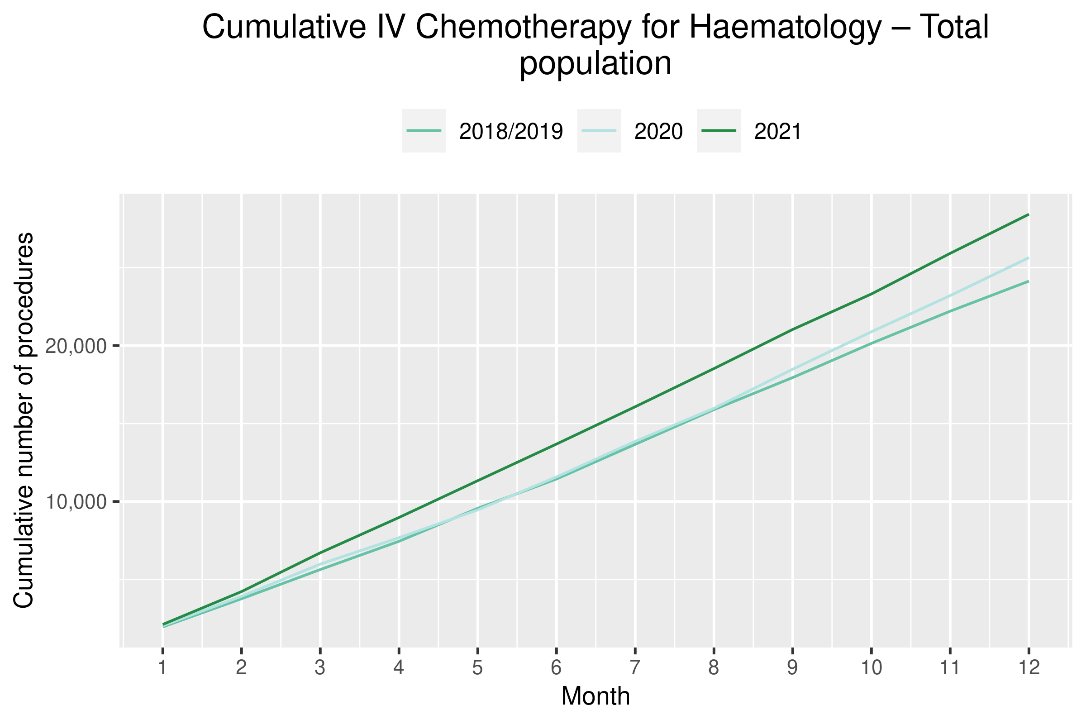 Cumulative IV Chemotherapy for Haematology – Total
population
2018/2019 2020 2021
Cumulative number of procedures
20,000
10,000
1 2 3 4 5 6 7 8 9 10 11 12
Month